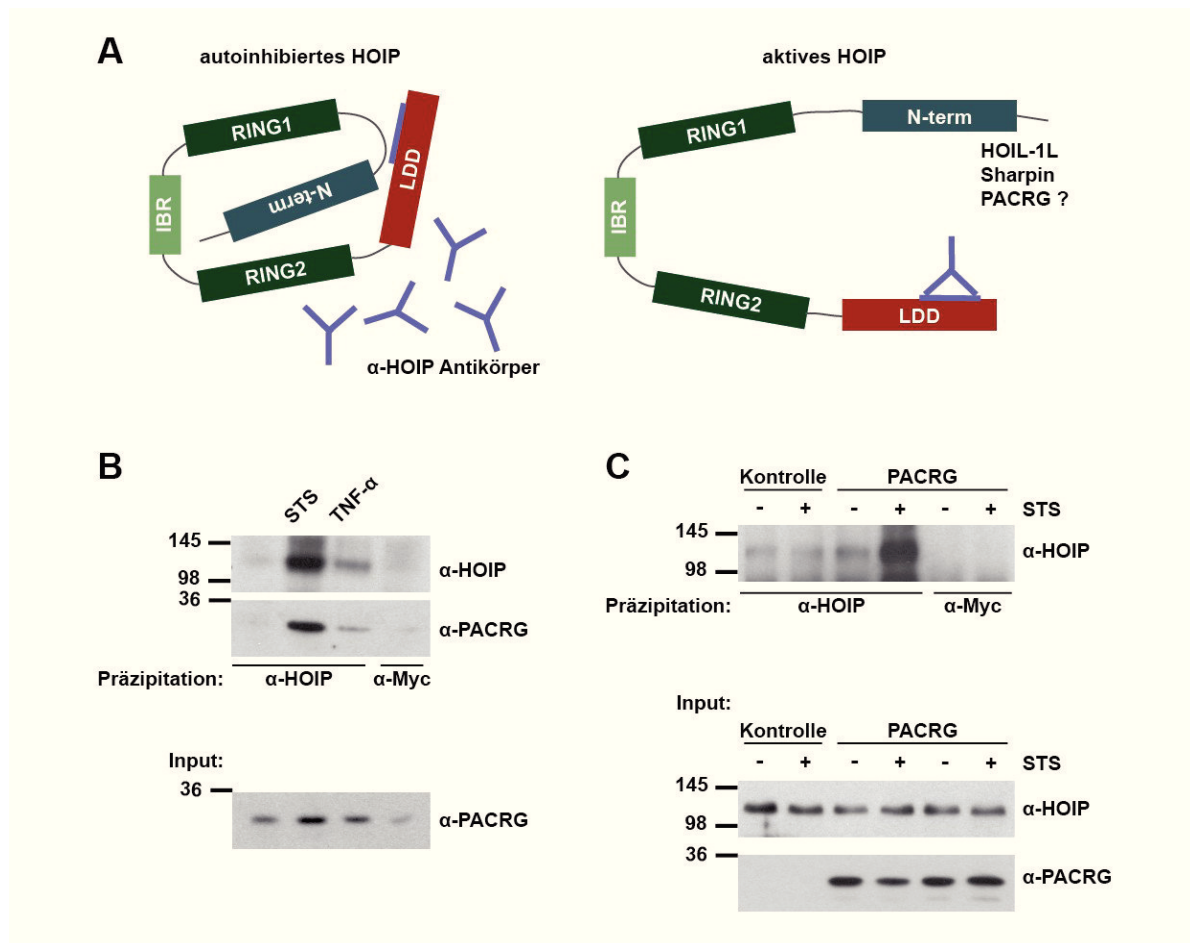 A
autoinhibiertes HOIP
RING1
N-term
IBR
RING2
LDD
α-HOIP Antikörper
aktives HOIP
RING1
N-term
HOIL-1L
Sharpin
PACRG ?
IBR
RING2
LDD
B
STS TNF-α
145
98
α-HOIP
36
α-PACRG
Präzipitation: α-HOIP α-Myc
Input:
36
α-PACRG
C
Kontrolle PACRG
- + - + - + STS
145
98
α-HOIP
Präzipitation: α-HOIP α-Myc
Input:
Kontrolle PACRG
- + - + - + STS
145
98
α-HOIP
36
α-PACRG